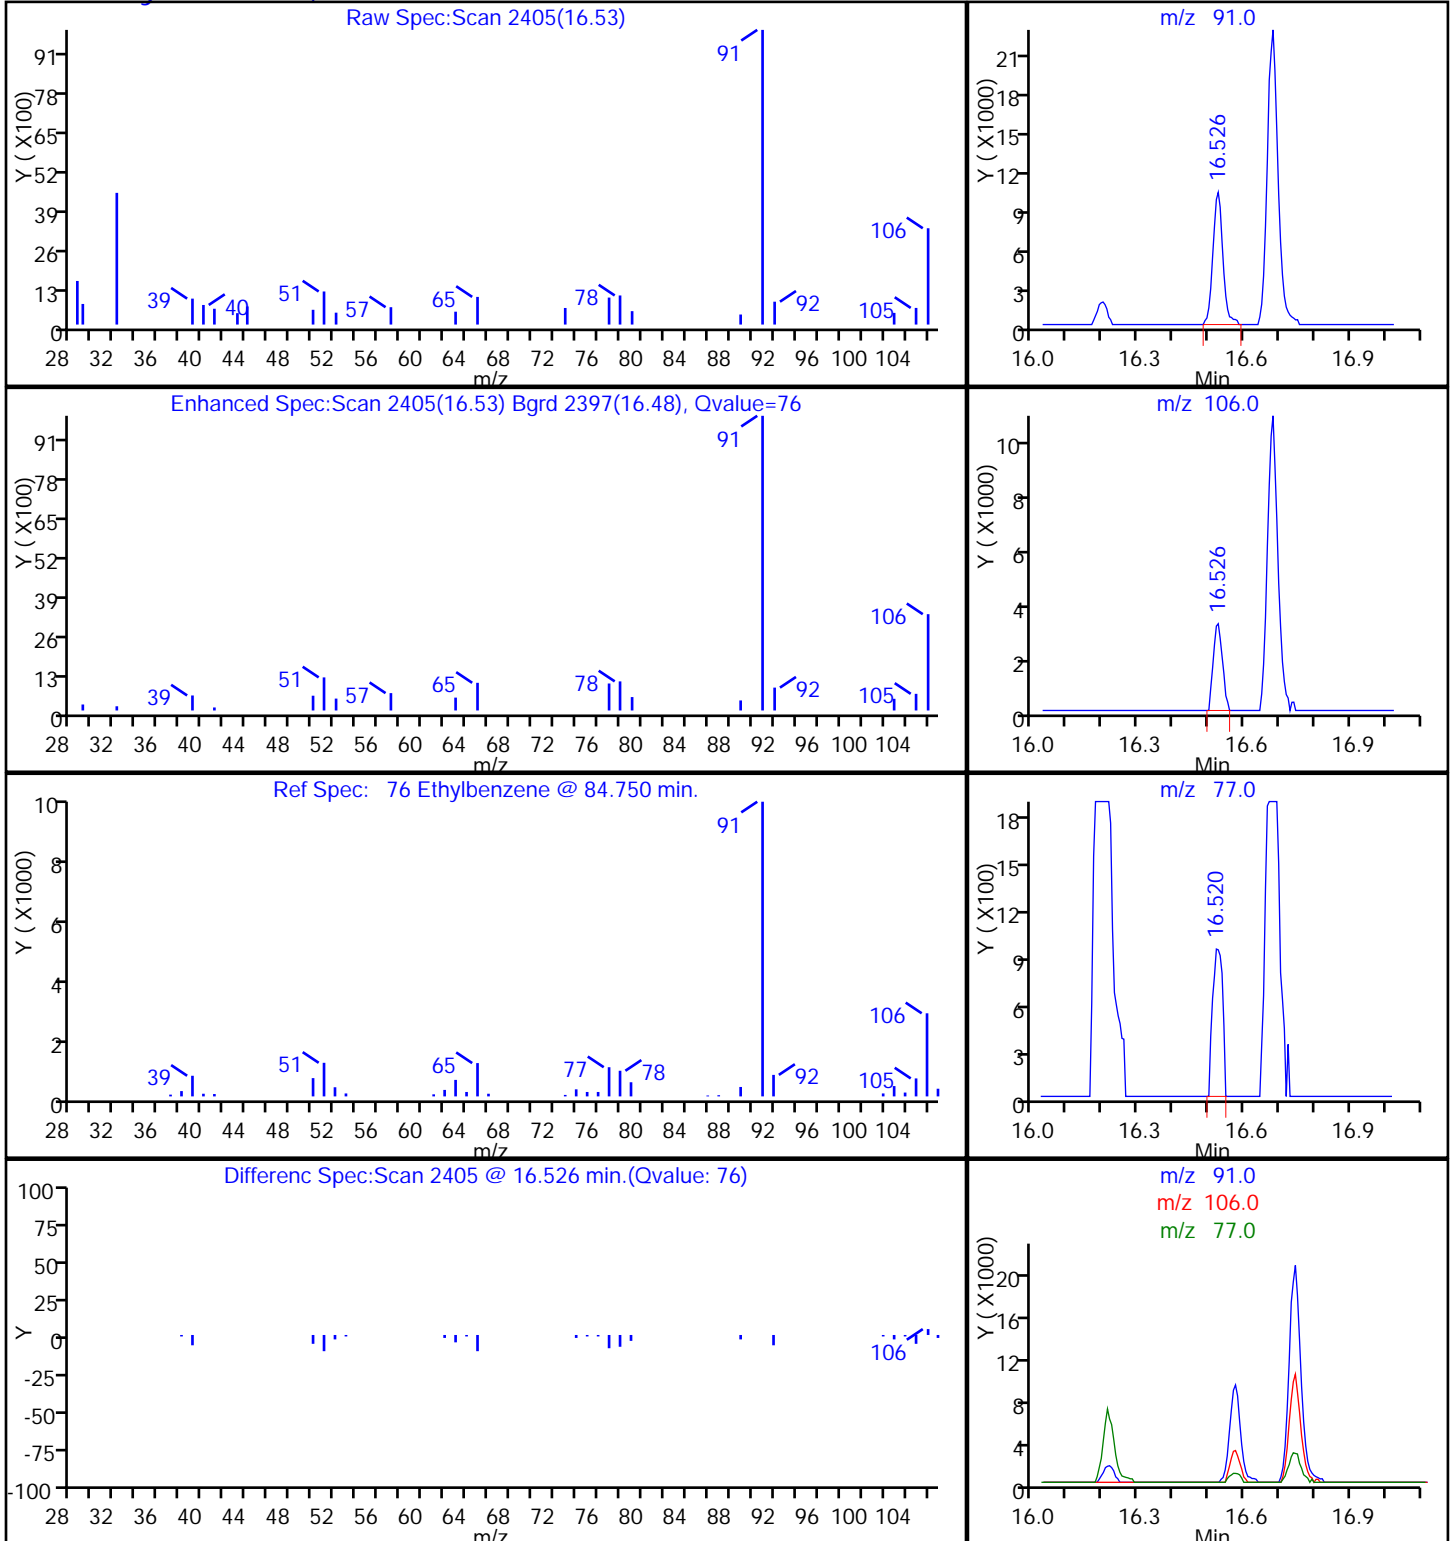 Raw Spec:Scan 2405(16.53)
Y ( X100)
91
78
65
52
39
26
13
0
91
106
39
40
51
57
65
78
92
105
28 32 36 40 44 48 52 56 60 64 68 72 76 80 84 88 92 96 100 104
m/z
m/z 91.0
Y ( X1000)
21
18
15
12
9
6
3
0
16.526
16.0 16.3 16.6 16.9
Min
Enhanced Spec:Scan 2405(16.53) Bgrd 2397(16.48), Qvalue=76
Y ( X100)
91
78
65
52
39
26
13
0
91
106
39
51
57
65
78
92
105
28 32 36 40 44 48 52 56 60 64 68 72 76 80 84 88 92 96 100 104
m/z
m/z 106.0
Y ( X1000)
10
8
6
4
2
0
16.526
16.0 16.3 16.6 16.9
Min
Ref Spec: 76 Ethylbenzene @ 84.750 min.
Y ( X1000)
10
8
6
4
2
0
91
106
39
51
65
77
78
92
105
28 32 36 40 44 48 52 56 60 64 68 72 76 80 84 88 92 96 100 104
m/z
m/z 77.0
Y ( X100)
18
15
12
9
6
3
0
16.520
16.0 16.3 16.6 16.9
Min
Differenc Spec:Scan 2405 @ 16.526 min.(Qvalue: 76)
Y
100
75
50
25
0
-25
-50
-75
-100
106
28 32 36 40 44 48 52 56 60 64 68 72 76 80 84 88 92 96 100 104
m/z
m/z 91.0
m/z 106.0
m/z 77.0
Y ( X1000)
20
16
12
8
4
0
16.0 16.3 16.6 16.9
Min